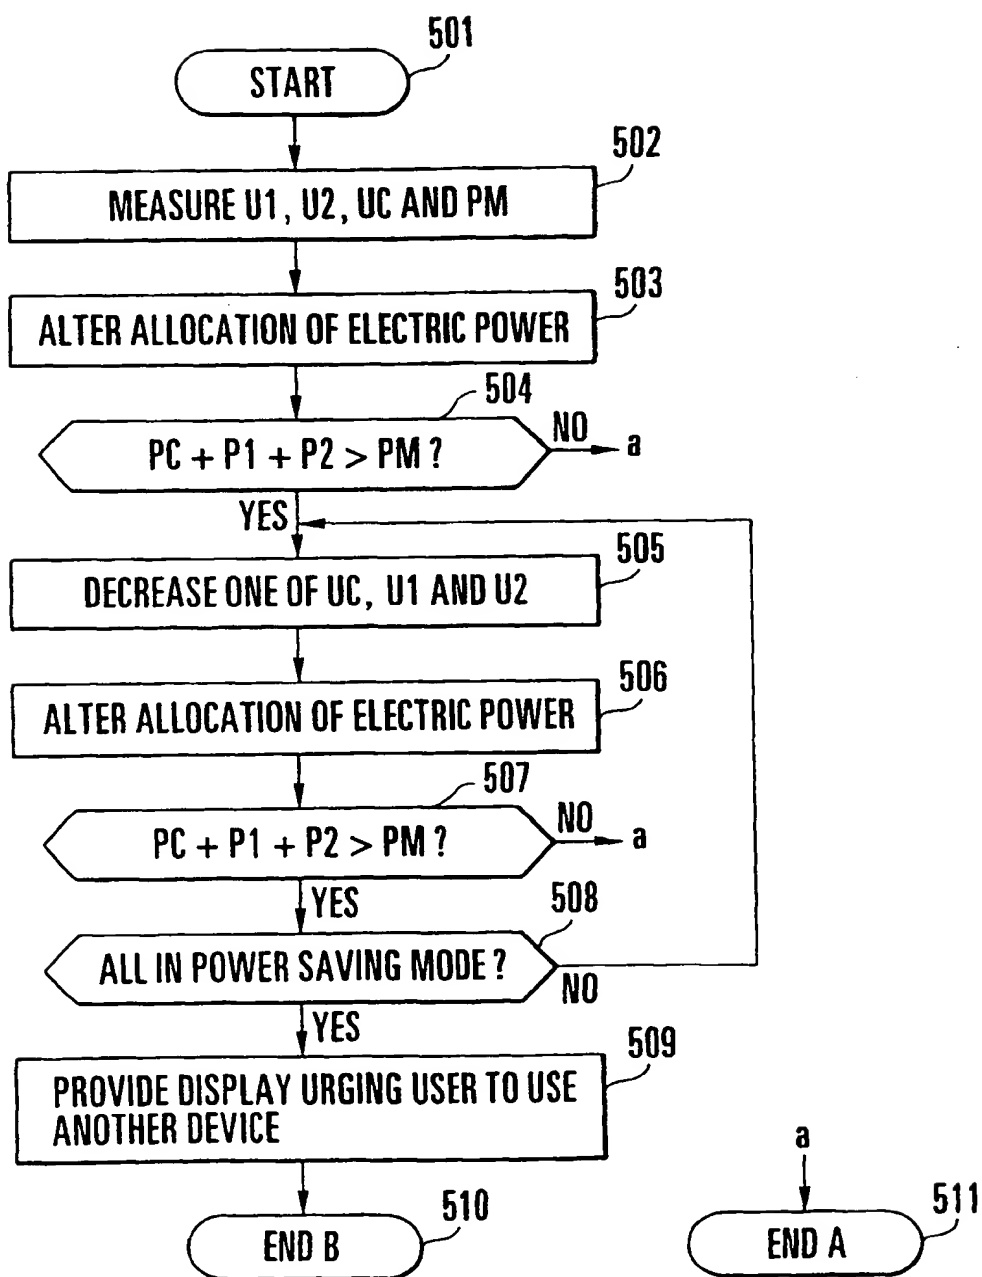 501
START
502
MEASURE U1, U2, UC AND PM
503
ALTER ALLOCATION OF ELECTRIC POWER
504
PC + P1 + P2 > PM ?
NO
a
YES
505
DECREASE ONE OF UC, U1 AND U2
506
ALTER ALLOCATION OF ELECTRIC POWER
507
PC + P1 + P2 > PM ?
NO
a
YES
508
ALL IN POWER SAVING MODE ?
NO
YES
509
PROVIDE DISPLAY URGING USER TO USE
ANOTHER DEVICE
510
END B
a
511
END A